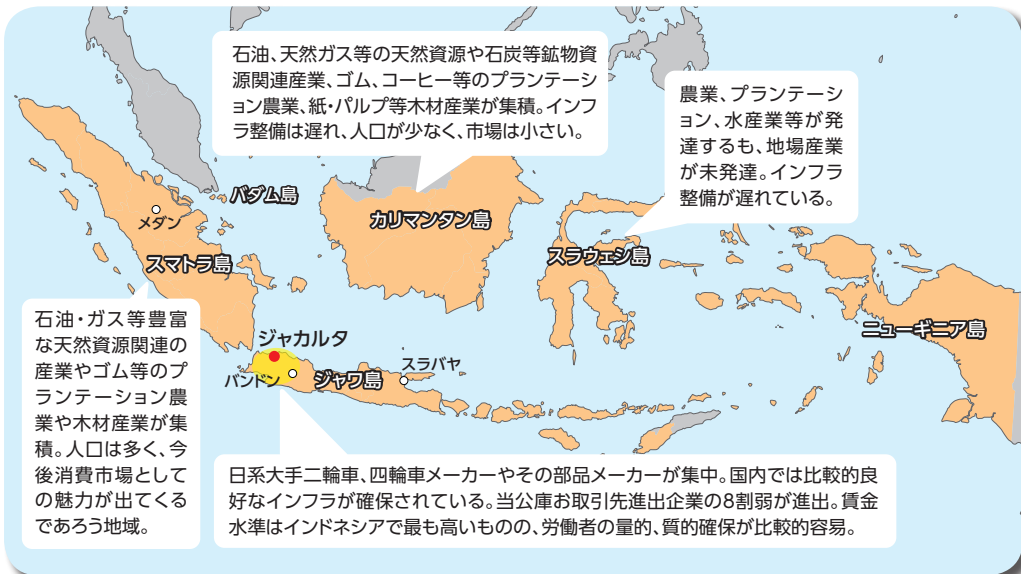 石油、天然ガス等の天然資源や石炭等鉱物資
源関連産業、ゴム、コーヒー等のプランテーシ
ョン農業、紙・パルプ等木材産業が集積。インフ
ラ整備は遅れ、人口が少なく、市場は小さい。
農業、プランテーシ
ョン、水産業等が発
達するも、地場産業
が未発達。インフラ
整備が遅れている。
バダム島
メダン
カリマンタン島
スマトラ島
スラウェシ島
ニューギニア島
石油・ガス等豊富
な天然資源関連の
産業やゴム等のプ
ランテーション農
業や木材産業が集
積。人口は多く、今
後消費市場として
の魅力が出てくる
であろう地域。
ジャカルタ
バンドン
ジャワ島
スラバヤ
日系大手二輪車、四輪車メーカーやその部品メーカーが集中。国内では比較的良
好なインフラが確保されている。当公庫お取引先進出企業の8割弱が進出。賃金
水準はインドネシアで最も高いものの、労働者の量的、質的確保が比較的容易。